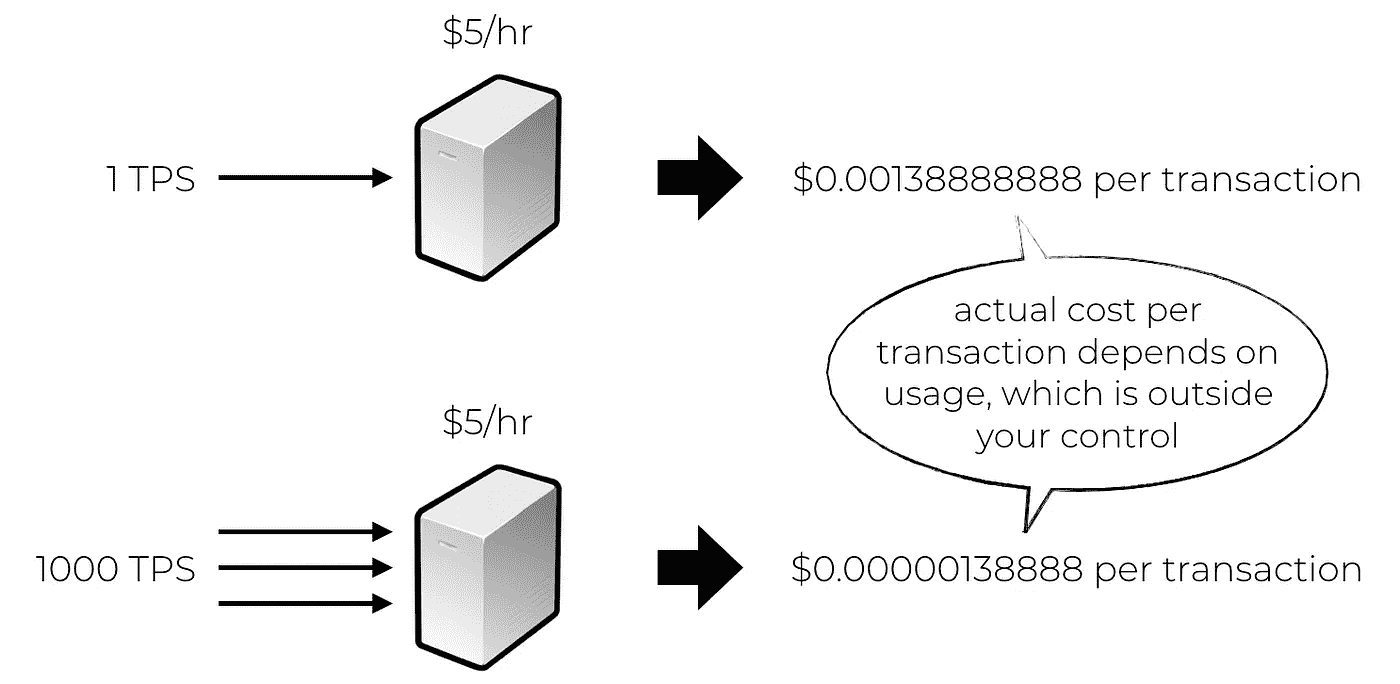 $5/hr
1 TPS
$0.00138888888 per transaction
actual cost per
transaction depends on
usage, which is outside
your control
$5/hr
1000 TPS
$0.00000138888 per transaction